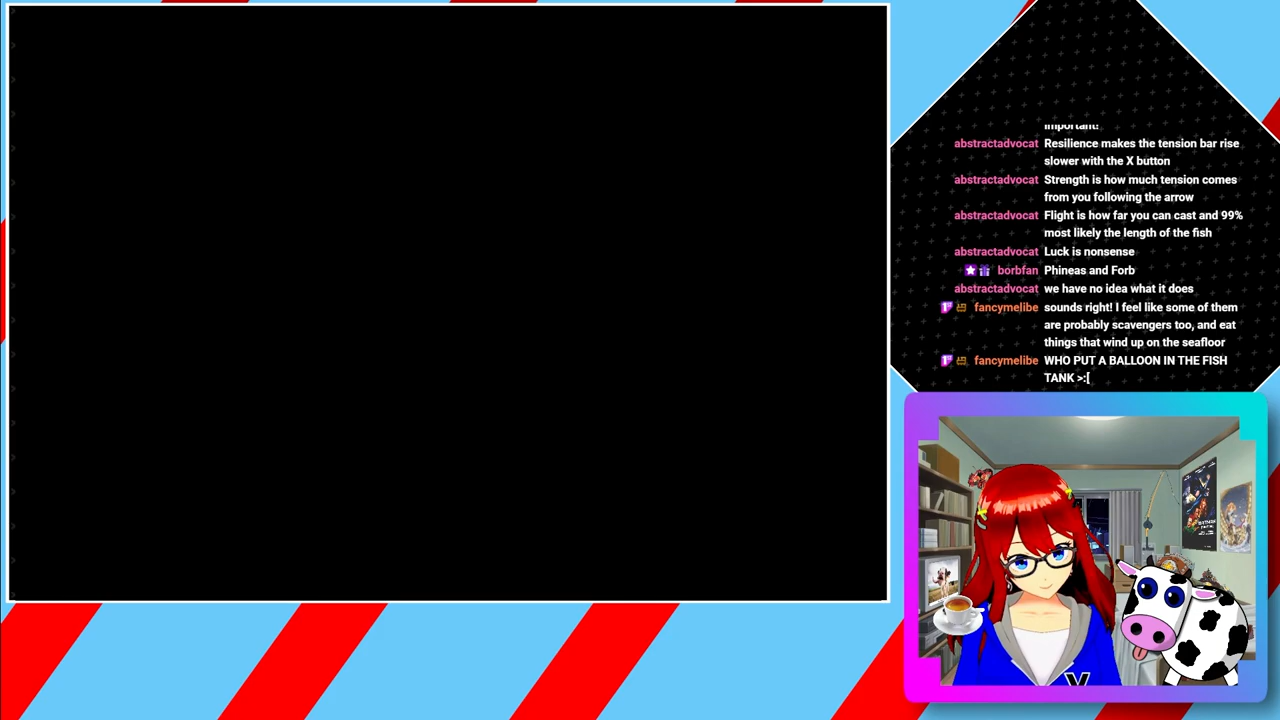 important!
abstractadvocat Resilience makes the tension bar rise
slower with the X button
abstractadvocat Strength is how much tension comes
from you following the arrow
abstractadvocat Flight is how far you can cast and 99%
most likely the length of the fish
abstractadvocat Luck is nonsense
borbfan Phineas and Forb
abstractadvocat we have no idea what it does
fancymelibe sounds right! I feel like some of them
are probably scavengers too, and eat
things that wind up on the seafloor
fancymelibe WHO PUT A BALLOON IN THE FISH
TANK >:[